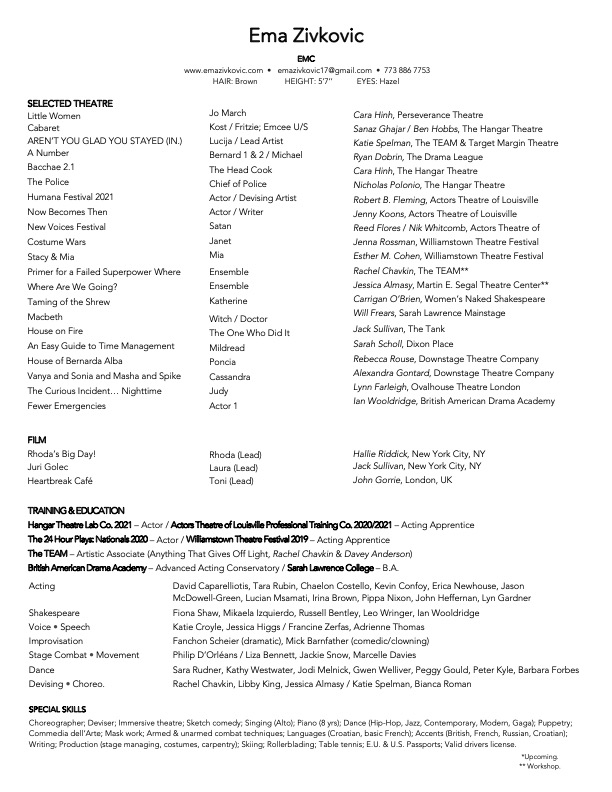 Ema Zivkovic
EMC
www.emazivkovic.com • emazivkovic17@gmail.com • 773 886 7753
HAIR: Brown HEIGHT: 5'7" EYES: Hazel
SELECTED THEATRE
Little Women Jo March Cara Hinh, Perseverance Theatre
Cabaret Kost / Fritzie; Emcee U/S Sanaz Ghajar / Ben Hobbs, The Hangar Theatre
AREN'T YOU GLAD YOU STAYED (IN.) Lucija / Lead Artist Katie Spelman, The TEAM & Target Margin Theatre
A Number Bernard 1 & 2 / Michael Ryan Dobrin, The Drama League
Bacchae 2.1 The Head Cook Cara Hinh, The Hangar Theatre
The Police Chief of Police Nicholas Polonio, The Hangar Theatre
Humana Festival 2021 Actor / Devising Artist Robert B. Fleming, Actors Theatre of Louisville
Now Becomes Then Actor / Writer Jenny Koons, Actors Theatre of Louisville
New Voices Festival Satan Reed Flores / Nik Whitcomb, Actors Theatre of
Costume Wars Janet Jenna Rossman, Williamstown Theatre Festival
Stacy & Mia Mia Esther M. Cohen, Williamstown Theatre Festival
Primer for a Failed Superpower Where Ensemble Rachel Chavkin, The TEAM**
Where Are We Going? Ensemble Jessica Almasy, Martin E. Segal Theatre Center**
Taming of the Shrew Katherine Carrigan O'Brien, Women's Naked Shakespeare
Macbeth Witch / Doctor Will Frears, Sarah Lawrence Mainstage
House on Fire The One Who Did It Jack Sullivan, The Tank
An Easy Guide to Time Management Mildread Sarah Scholl, Dixon Place
House of Bernarda Alba Poncia Rebecca Rouse, Downstage Theatre Company
Vanya and Sonia and Masha and Spike Cassandra Alexandra Gontard, Downstage Theatre Company
The Curious Incident… Nighttime Judy Lynn Farleigh, Ovalhouse Theatre London
Fewer Emergencies Actor 1 Ian Wooldridge, British American Drama Academy
FILM
Rhoda's Big Day! Rhoda (Lead) Hallie Riddick, New York City, NY
Juri Golec Laura (Lead) Jack Sullivan, New York City, NY
Heartbreak Café Toni (Lead) John Gorrie, London, UK
TRAINING & EDUCATION
Hangar Theatre Lab Co. 2021 – Actor / Actors Theatre of Louisville Professional Training Co. 2020/2021 – Acting Apprentice
The 24 Hour Plays: Nationals 2020 – Actor / Williamstown Theatre Festival 2019 – Acting Apprentice
The TEAM – Artistic Associate (Anything That Gives Off Light, Rachel Chavkin & Davey Anderson)
British American Drama Academy – Advanced Acting Conservatory / Sarah Lawrence College – B.A.
Acting David Caparelliotis, Tara Rubin, Chaelon Costello, Kevin Confoy, Erica Newhouse, Jason
McDowell-Green, Lucian Msamati, Irina Brown, Pippa Nixon, John Heffernan, Lyn Gardner
Shakespeare Fiona Shaw, Mikaela Izquierdo, Russell Bentley, Leo Wringer, Ian Wooldridge
Voice • Speech Katie Croyle, Jessica Higgs / Francine Zerfas, Adrienne Thomas
Improvisation Fanchon Scheier (dramatic), Mick Barnfather (comedic/clowning)
Stage Combat • Movement Philip D'Orléans / Liza Bennett, Jackie Snow, Marcelle Davies
Dance Sara Rudner, Kathy Westwater, Jodi Melnick, Gwen Welliver, Peggy Gould, Peter Kyle, Barbara Forbes
Devising • Choreo. Rachel Chavkin, Libby King, Jessica Almasy / Katie Spelman, Bianca Roman
SPECIAL SKILLS
Choreographer; Deviser; Immersive theatre; Sketch comedy; Singing (Alto); Piano (8 yrs); Dance (Hip-Hop, Jazz, Contemporary, Modern, Gaga); Puppetry;
Commedia dell'Arte; Mask work; Armed & unarmed combat techniques; Languages (Croatian, basic French); Accents (British, French, Russian, Croatian);
Writing; Production (stage managing, costumes, carpentry); Skiing; Rollerblading; Table tennis; E.U. & U.S. Passports; Valid drivers license.
*Upcoming.
** Workshop.